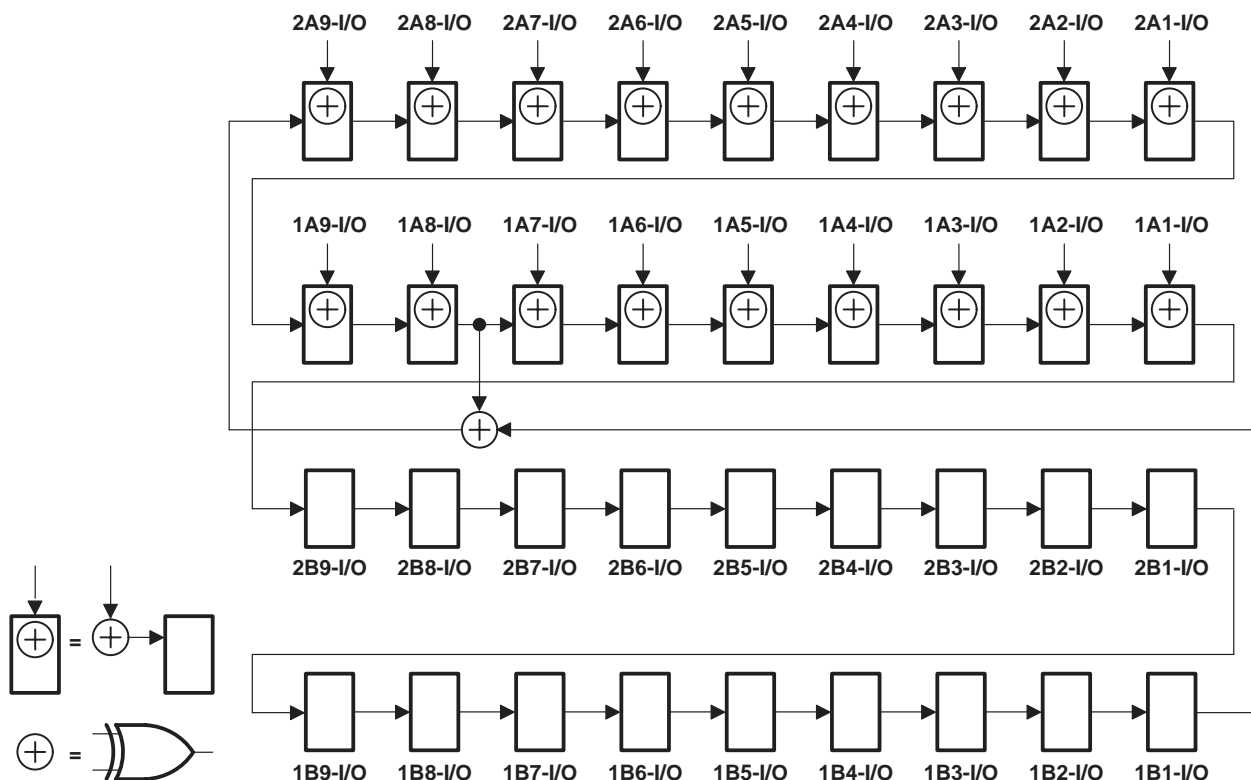 2A9-I/O 2A8-I/O 2A7-I/O 2A6-I/O 2A5-I/O 2A4-I/O 2A3-I/O 2A2-I/O 2A1-I/O
1A9-I/O 1A8-I/O 1A7-I/O 1A6-I/O 1A5-I/O 1A4-I/O 1A3-I/O 1A2-I/O 1A1-I/O
2B9-I/O 2B8-I/O 2B7-I/O 2B6-I/O 2B5-I/O 2B4-I/O 2B3-I/O 2B2-I/O 2B1-I/O
=
=
1B9-I/O 1B8-I/O 1B7-I/O 1B6-I/O 1B5-I/O 1B4-I/O 1B3-I/O 1B2-I/O 1B1-I/O